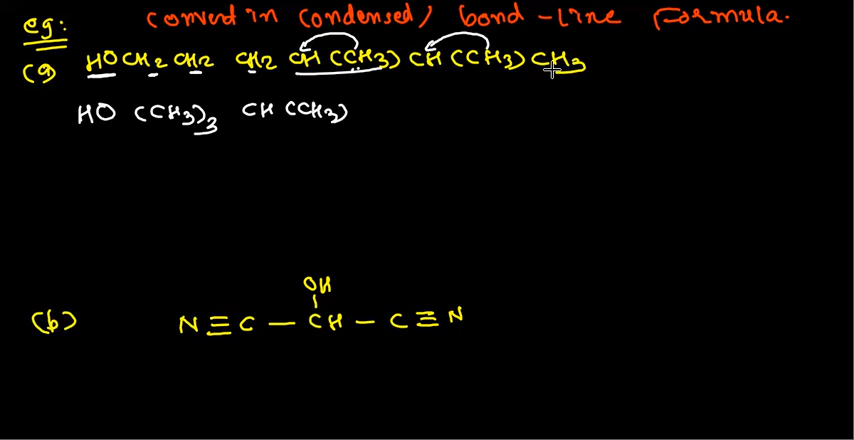 eg: Convert in condensed / bond-line formula.
(a) HOCH2 CH2 CH2 CH(CH3) CH(CH3) CH3
HO (CH3)3 CH (CH3)
OH
(b) N ≡ C — CH — C ≡ N